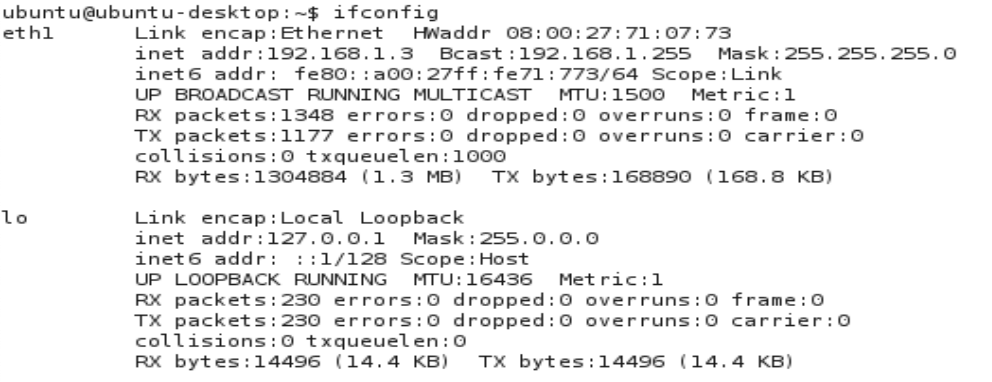 ubuntu@ubuntu-desktop:~$ ifconfig
eth1      Link encap:Ethernet  HWaddr 08:00:27:71:07:73
          inet addr:192.168.1.3  Bcast:192.168.1.255  Mask:255.255.255.0
          inet6 addr: fe80::a00:27ff:fe71:773/64 Scope:Link
          UP BROADCAST RUNNING MULTICAST  MTU:1500  Metric:1
          RX packets:1348 errors:0 dropped:0 overruns:0 frame:0
          TX packets:1177 errors:0 dropped:0 overruns:0 carrier:0
          collisions:0 txqueuelen:1000
          RX bytes:1304884 (1.3 MB)  TX bytes:168890 (168.8 KB)

lo        Link encap:Local Loopback
          inet addr:127.0.0.1  Mask:255.0.0.0
          inet6 addr: ::1/128 Scope:Host
          UP LOOPBACK RUNNING  MTU:16436  Metric:1
          RX packets:230 errors:0 dropped:0 overruns:0 frame:0
          TX packets:230 errors:0 dropped:0 overruns:0 carrier:0
          collisions:0 txqueuelen:0
          RX bytes:14496 (14.4 KB)  TX bytes:14496 (14.4 KB)